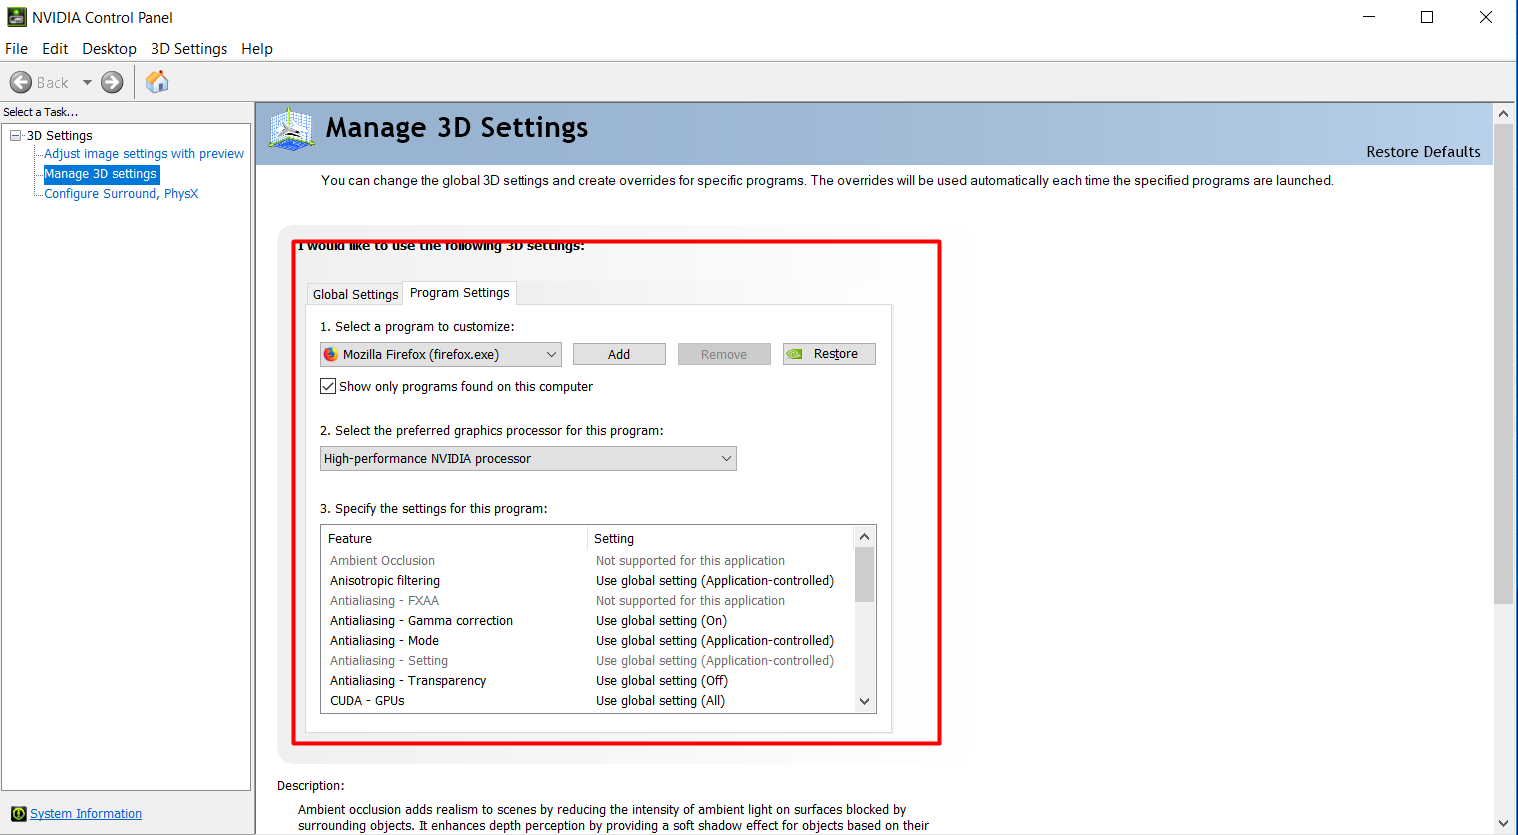 NVIDIA Control Panel
File Edit Desktop 3D Settings Help
Back
Select a Task...
3D Settings
Adjust image settings with preview
Manage 3D settings
Configure Surround, PhysX
System Information
Manage 3D Settings
Restore Defaults
You can change the global 3D settings and create overrides for specific programs. The overrides will be used automatically each time the specified programs are launched.
I would like to use the following 3D settings:
Global Settings Program Settings
1. Select a program to customize:
Mozilla Firefox (firefox.exe) Add Remove Restore
Show only programs found on this computer
2. Select the preferred graphics processor for this program:
High-performance NVIDIA processor
3. Specify the settings for this program:
Feature Setting
Ambient Occlusion Not supported for this application
Anisotropic filtering Use global setting (Application-controlled)
Antialiasing - FXAA Not supported for this application
Antialiasing - Gamma correction Use global setting (On)
Antialiasing - Mode Use global setting (Application-controlled)
Antialiasing - Setting Use global setting (Application-controlled)
Antialiasing - Transparency Use global setting (Off)
CUDA - GPUs Use global setting (All)
Description:
Ambient occlusion adds realism to scenes by reducing the intensity of ambient light on surfaces blocked by
surrounding objects. It enhances depth perception by providing a soft shadow effect for objects based on their